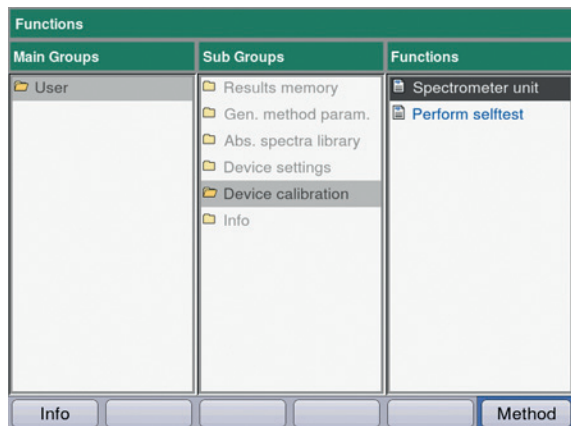 Functions
Main Groups
Sub Groups
Functions
User
Results memory
Gen. method param.
Abs. spectra library
Device settings
Device calibration
Info
Spectrometer unit
Perform selftest
Info
Method